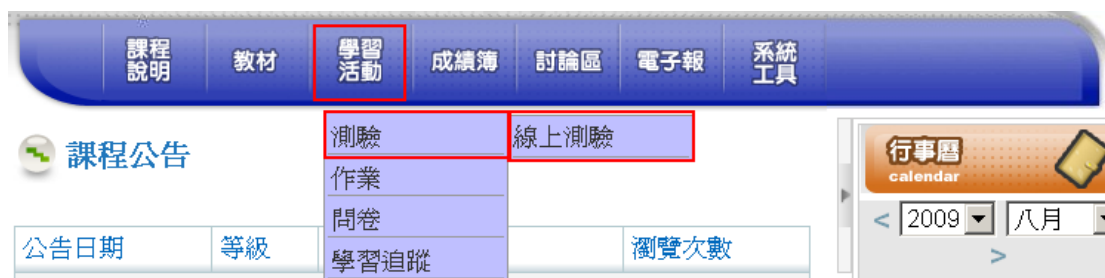 課程說明 教材 學習活動 成績簿 討論區 電子報 系統工具
課程公告
測驗 線上測驗
作業
問卷
學習追蹤
公告日期 等級 瀏覽次數
行事曆
calendar
< 2009 八月
>